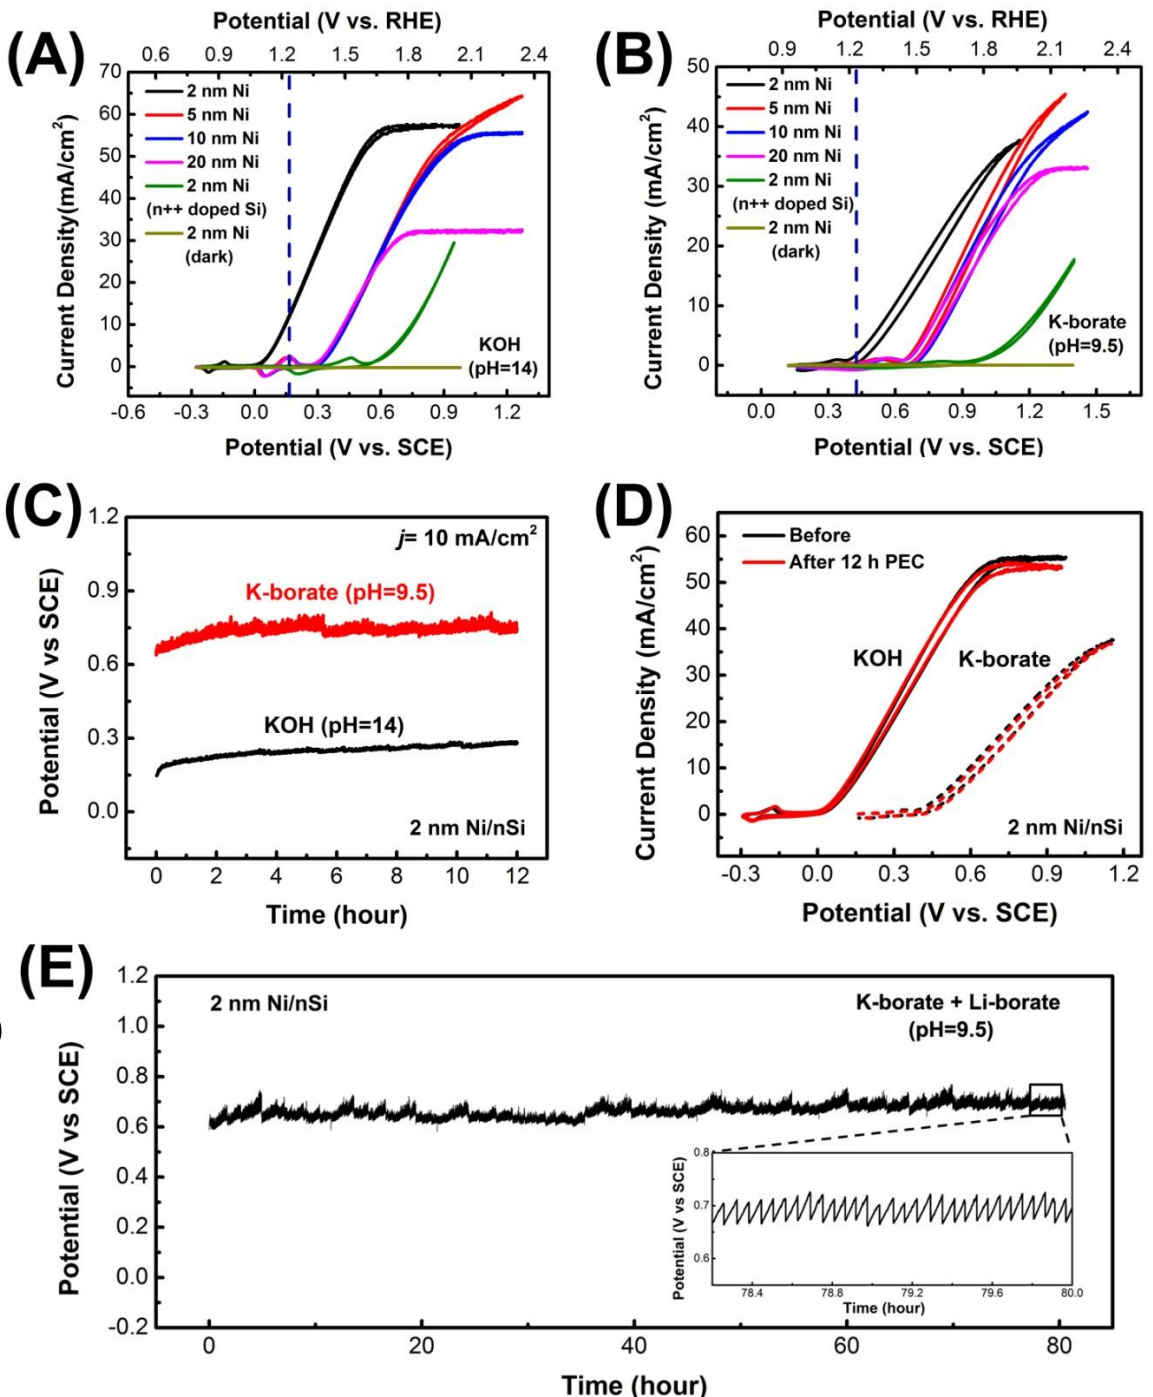 (A)
Potential (V vs. RHE)
0.6 0.9 1.2 1.5 1.8 2.1 2.4
70
60
50
40
30
20
10
0
Current Density(mA/cm²)
2 nm Ni
5 nm Ni
10 nm Ni
20 nm Ni
2 nm Ni
(n++ doped Si)
2 nm Ni
(dark)
KOH
(pH=14)
-0.6 -0.3 0.0 0.3 0.6 0.9 1.2
Potential (V vs. SCE)
(B)
Potential (V vs. RHE)
0.9 1.2 1.5 1.8 2.1 2.4
50
40
30
20
10
0
Current Density (mA/cm²)
2 nm Ni
5 nm Ni
10 nm Ni
20 nm Ni
2 nm Ni
(n++ doped Si)
2 nm Ni
(dark)
K-borate
(pH=9.5)
0.0 0.3 0.6 0.9 1.2 1.5
Potential (V vs. SCE)
(C)
1.2
0.9
0.6
0.3
0.0
Potential (V vs SCE)
j= 10 mA/cm²
K-borate (pH=9.5)
KOH (pH=14)
2 nm Ni/nSi
0 2 4 6 8 10 12
Time (hour)
(D)
60
50
40
30
20
10
0
Current Density (mA/cm²)
Before
After 12 h PEC
KOH
K-borate
2 nm Ni/nSi
-0.3 0.0 0.3 0.6 0.9 1.2
Potential (V vs. SCE)
(E)
1.2
1.0
0.8
0.6
0.4
0.2
0.0
-0.2
Potential (V vs SCE)
2 nm Ni/nSi
K-borate + Li-borate
(pH=9.5)
0.8
0.7
0.6
Potential (V vs SCE)
78.4 78.8 79.2 79.6 80.0
Time (hour)
0 20 40 60 80
Time (hour)
)